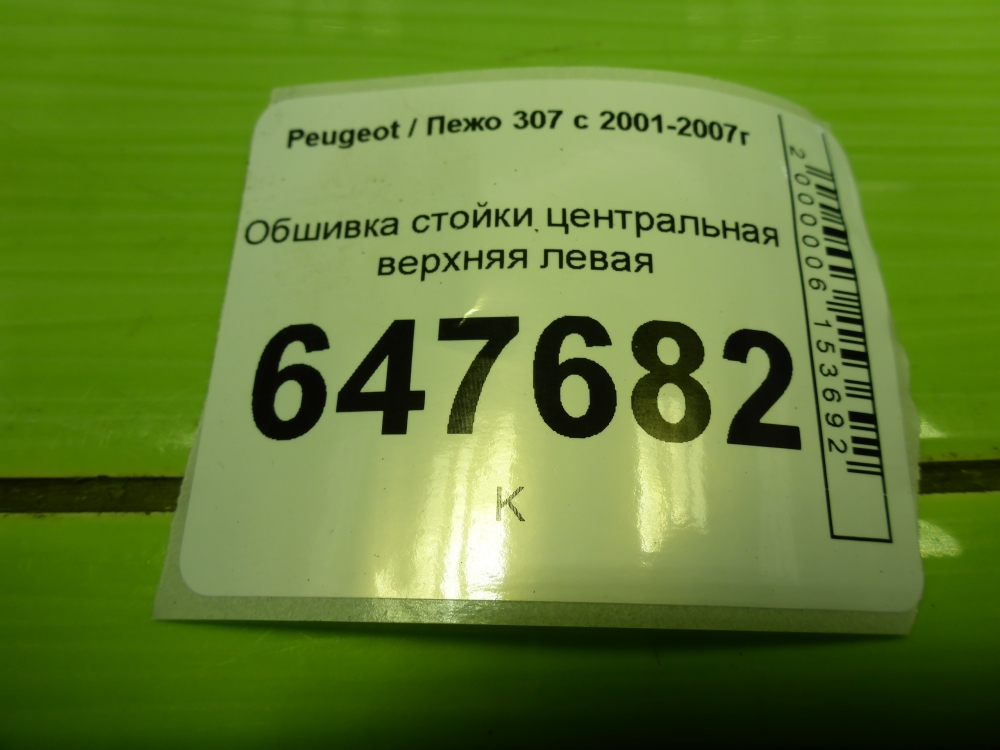 Peugeot / Пежо 307 с 2001-2007г
Обшивка стойки центральная
верхняя левая
647682
К
2000006153692